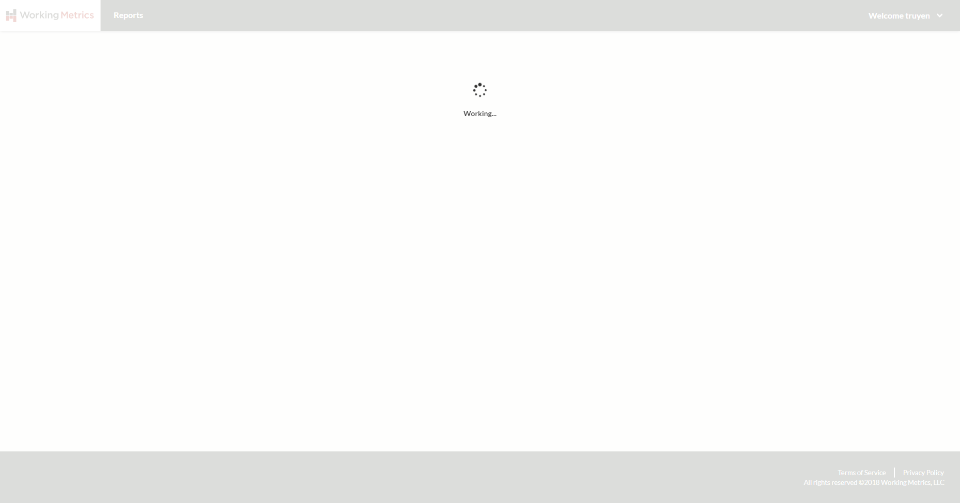 Working Metrics
Reports
Welcome truyen
Working...
Terms of Service
Privacy Policy
All rights reserved ©2018 Working Metrics, LLC